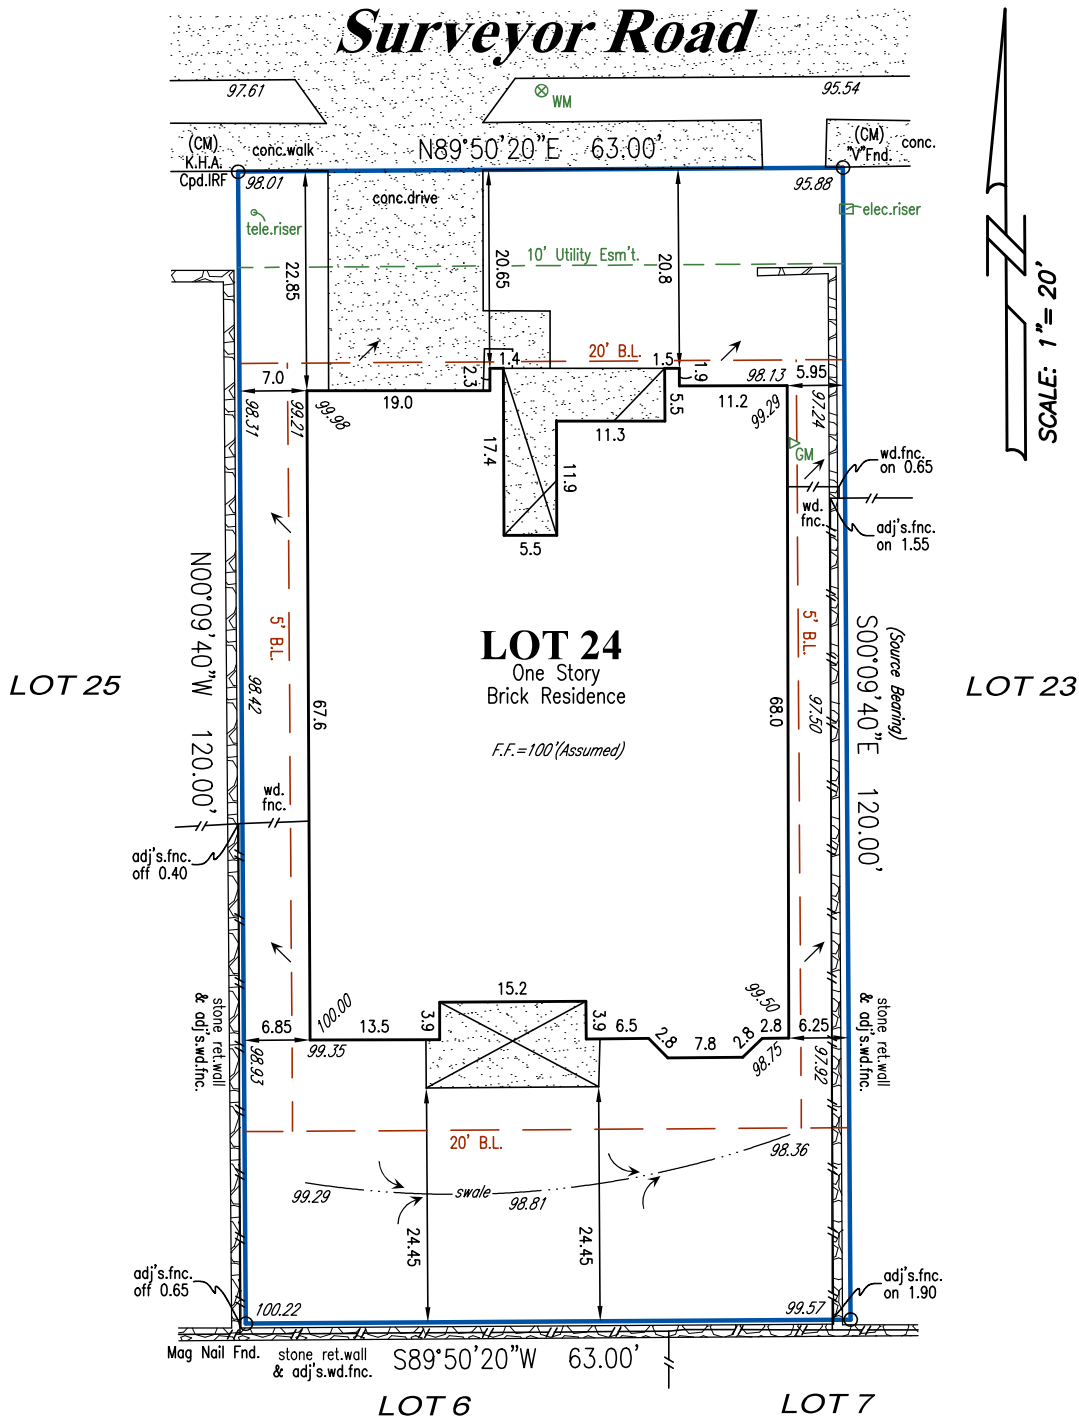 Surveyor Road
97.61
WM
95.54
(CM)
K.H.A.
Cpd.IRF
conc.walk
N89°50'20"E 63.00'
(CM)
"V"Fnd.
conc.
98.01
95.88
conc.drive
tele.riser
elec.riser
10' Utility Esm't.
22.85
20.65
20.8
SCALE: 1"= 20'
20' B.L.
7.0
2.3
1.4
1.5
1.9
98.13
5.95
98.31
99.21
99.98
19.0
5.5
11.2
99.29
97.24
17.4
11.3
11.9
GM
wd.fnc.
on 0.65
wd.
fnc.
adj's.fnc.
on 1.55
5.5
N00°09'40"W 120.00'
5' B.L.
LOT 24
One Story
Brick Residence
F.F.=100'(Assumed)
5' B.L.
S00°09'40"E 120.00'
(Source Bearing)
LOT 25
98.42
67.6
68.0
97.50
LOT 23
wd.
fnc.
adj's.fnc.
off 0.40
stone ret.wall
& adj's.wd.fnc.
15.2
99.50
stone ret.wall
& adj's.wd.fnc.
6.85
100.00
13.5
3.9
3.9
6.5
2.8
7.8
2.8
2.8
6.25
98.93
99.35
98.75
97.92
20' B.L.
98.36
99.29
swale
98.81
24.45
24.45
adj's.fnc.
off 0.65
100.22
99.57
adj's.fnc.
on 1.90
Mag Nail Fnd.
stone ret.wall
& adj's.wd.fnc.
S89°50'20"W 63.00'
LOT 6
LOT 7